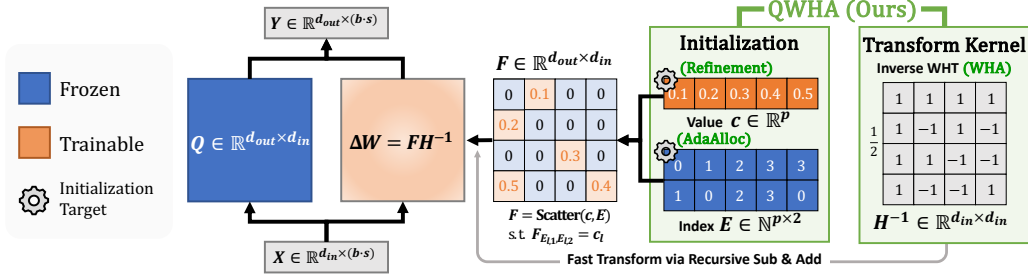 QWHA (Ours)
Y ∈ ℝ^{d_out×(b·s)}
Frozen
Trainable
Initialization
Target
Q ∈ ℝ^{d_out×d_in}
ΔW = FH^{-1}
X ∈ ℝ^{d_in×(b·s)}
F ∈ ℝ^{d_out×d_in}
0 0.1 0 0
0.2 0 0 0
0 0 0.3 0
0.5 0 0 0.4
F = Scatter(c, E)
s.t F_{E_{l1},E_{l2}} = c_l
Initialization
(Refinement)
0.1 0.2 0.3 0.4 0.5
Value c ∈ ℝ^p
(AdaAlloc)
0 1 2 3 3
1 0 2 3 0
Index E ∈ ℕ^{p×2}
Transform Kernel
Inverse WHT (WHA)
1/2
1 1 1 1
1 -1 1 -1
1 1 -1 -1
1 -1 -1 1
H^{-1} ∈ ℝ^{d_in×d_in}
Fast Transform via Recursive Sub & Add